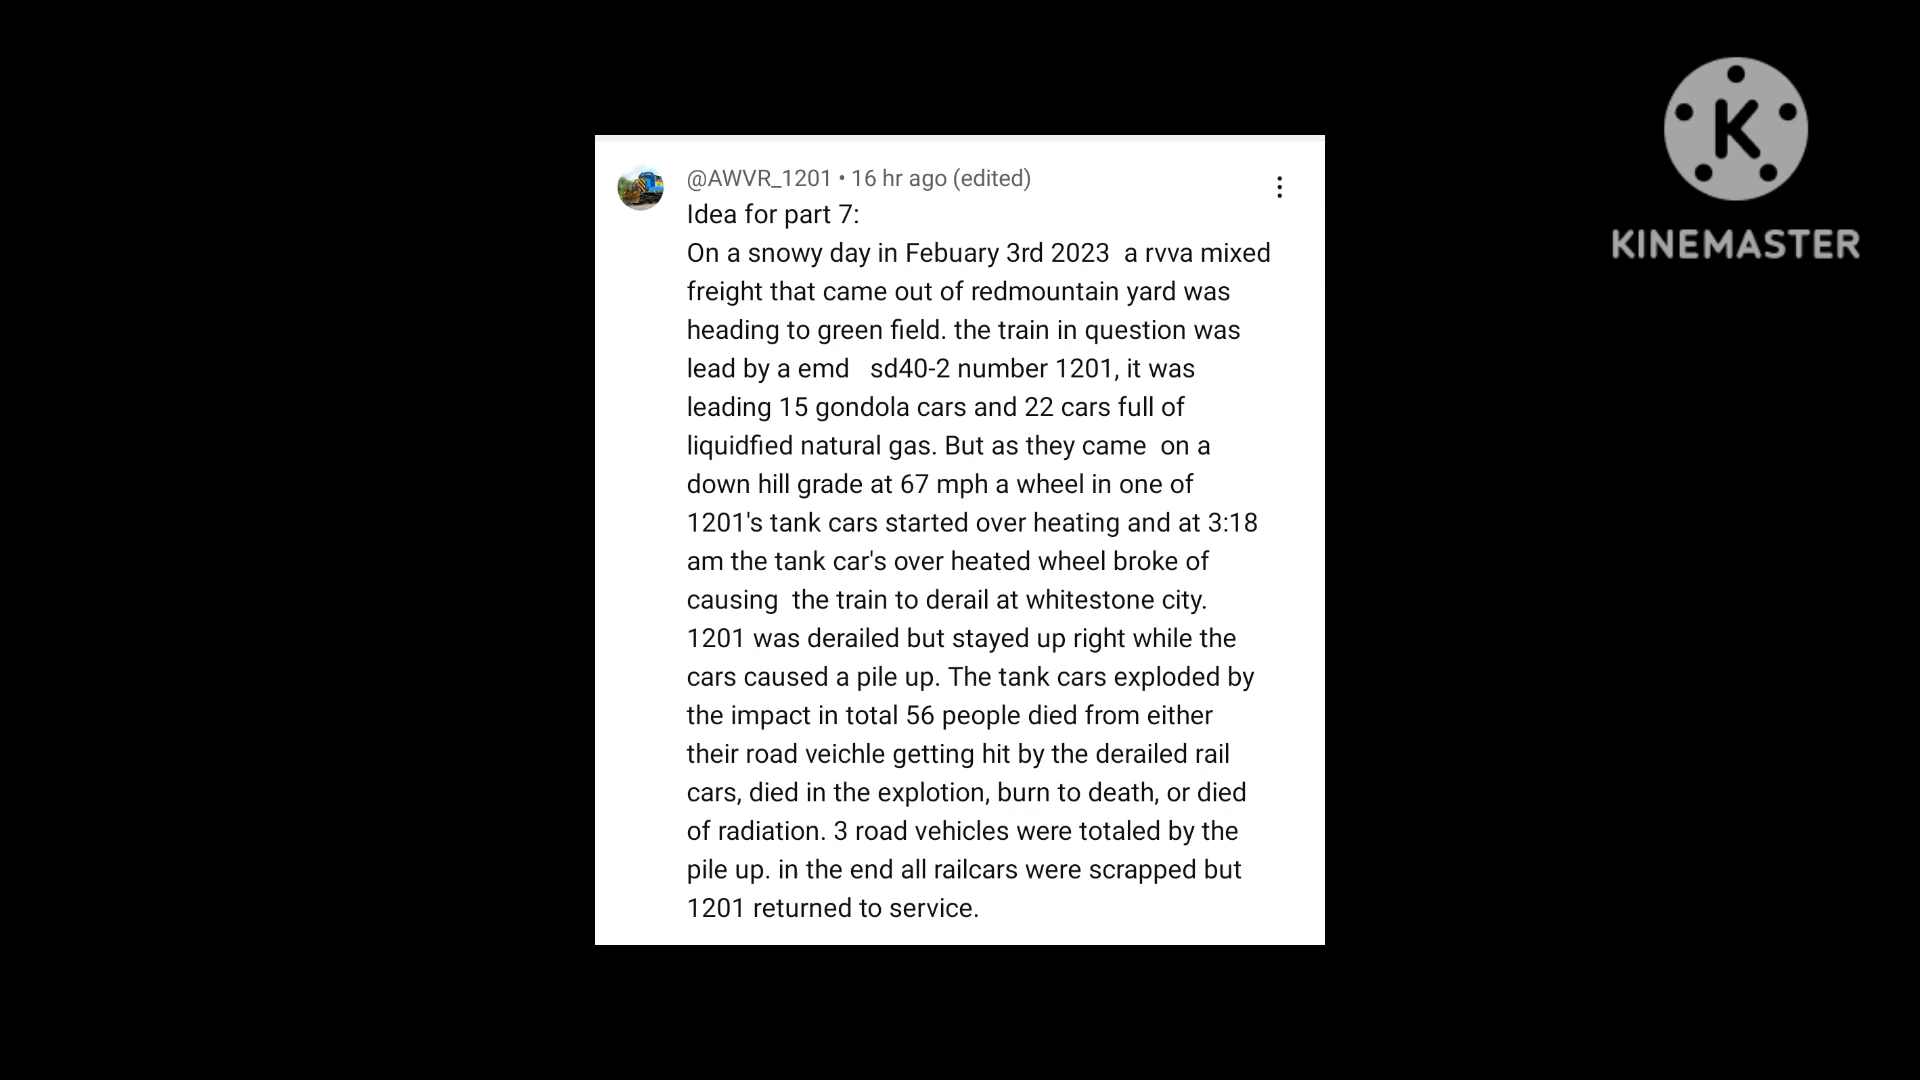 @AWVR_1201 • 16 hr ago (edited)
Idea for part 7:
On a snowy day in Febuary 3rd 2023  a rvva mixed
freight that came out of redmountain yard was
heading to green field. the train in question was
lead by a emd   sd40-2 number 1201, it was
leading 15 gondola cars and 22 cars full of
liquidfied natural gas. But as they came  on a
down hill grade at 67 mph a wheel in one of
1201's tank cars started over heating and at 3:18
am the tank car's over heated wheel broke of
causing  the train to derail at whitestone city.
1201 was derailed but stayed up right while the
cars caused a pile up. The tank cars exploded by
the impact in total 56 people died from either
their road veichle getting hit by the derailed rail
cars, died in the explotion, burn to death, or died
of radiation. 3 road vehicles were totaled by the
pile up. in the end all railcars were scrapped but
1201 returned to service.
K
KINEMASTER